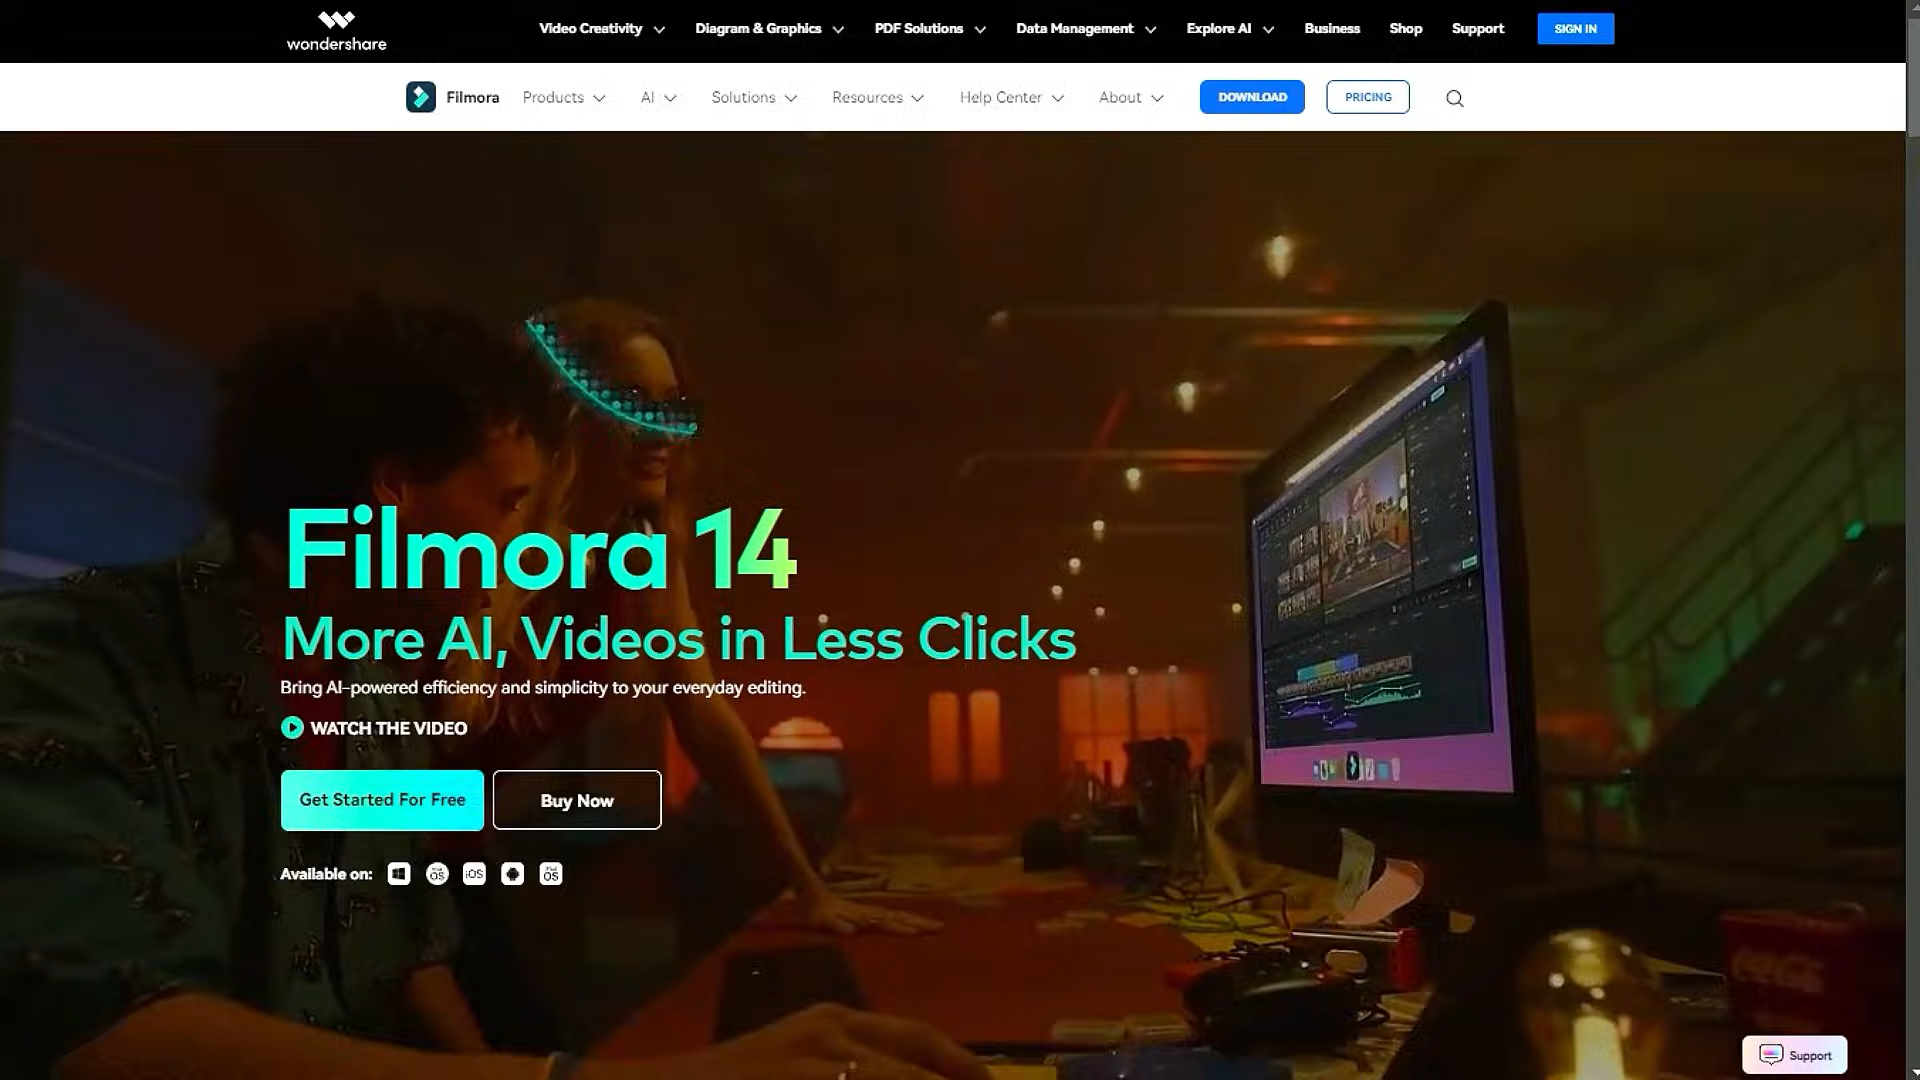 wondershare
Video Creativity
Diagram & Graphics
PDF Solutions
Data Management
Explore AI
Business
Shop
Support
SIGN IN
Filmora
Products
AI
Solutions
Resources
Help Center
About
DOWNLOAD
PRICING
Filmora 14
More AI, Videos in Less Clicks
Bring AI-powered efficiency and simplicity to your everyday editing.
WATCH THE VIDEO
Get Started For Free
Buy Now
Available on:
iOS
Support